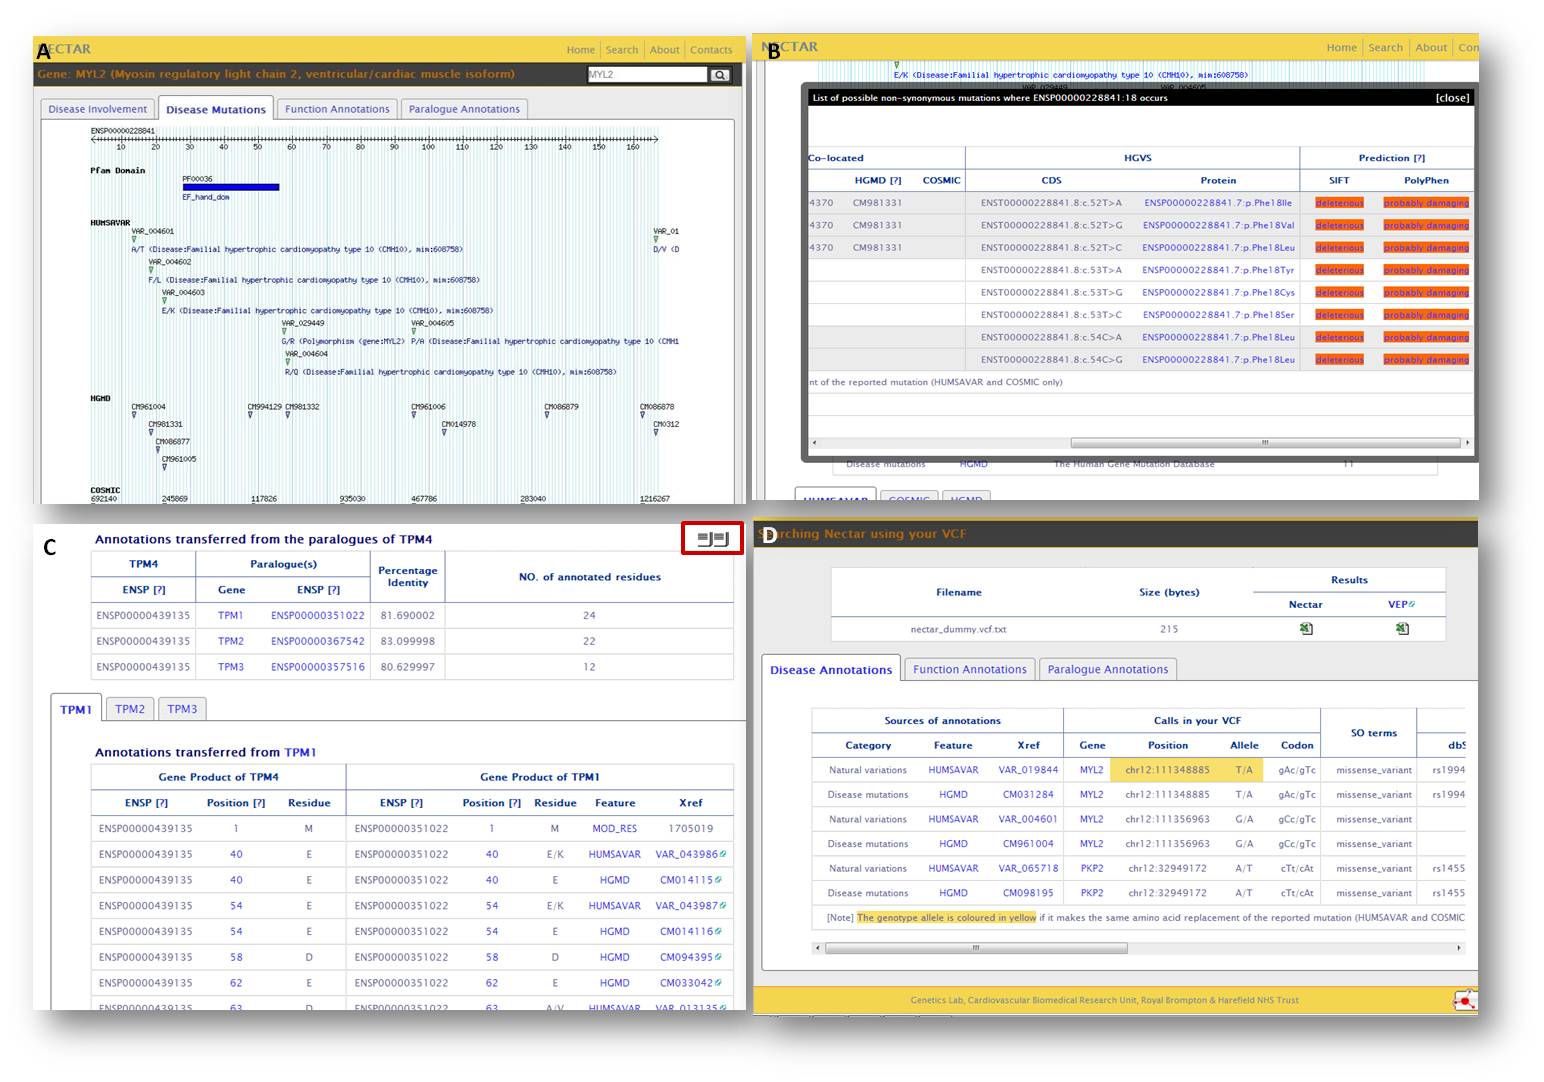 A
NECTAR
Home Search About Contacts
Gene: MYL2 (Myosin regulatory light chain 2, ventricular/cardiac muscle isoform)
MYL2
Disease Involvement Disease Mutations Function Annotations Paralogue Annotations
ENSP00000228841
10 20 30 40 50 60 70 80 90 100 110 120 130 140 150 160
Pfam Domain
PF00036
EF_hand_dom
HUMSAVAR
VAR_004601 VAR_01
A/T (Disease:Familial hypertrophic cardiomyopathy type 10 (CMH10), mim:608758) D/V (D
VAR_004602
F/L (Disease:Familial hypertrophic cardiomyopathy type 10 (CMH10), mim:608758)
VAR_004603
E/K (Disease:Familial hypertrophic cardiomyopathy type 10 (CMH10), mim:608758)
VAR_029449 VAR_004605
G/R (Polymorphism (gene:MYL2) P/A (Disease:Familial hypertrophic cardiomyopathy type 10 (CMH1
VAR_004604
R/Q (Disease:Familial hypertrophic cardiomyopathy type 10 (CMH10), mim:608758)
HGMD
CM961004 CM994129 CM981332 CM961006 CM086879 CM086878
CM981331 CM014978 CM0312
CM086877
CM961005
COSMIC
692140 245869 117826 935030 467786 283040 1216267
B
NECTAR
Home Search About Con
E/K (Disease:Familial hypertrophic cardiomyopathy type 10 (CMH10), mim:608758)
VAR_029449 VAR_004605
List of possible non-synonymous mutations where ENSP00000228841:18 occurs [close]
Co-located HGVS Prediction [?]
HGMD [?] COSMIC CDS Protein SIFT PolyPhen
4370 CM981331 ENST00000228841.8:c.52T>A ENSP00000228841.7:p.Phe18Ile deleterious probably damaging
4370 CM981331 ENST00000228841.8:c.52T>G ENSP00000228841.7:p.Phe18Val deleterious probably damaging
4370 CM981331 ENST00000228841.8:c.52T>C ENSP00000228841.7:p.Phe18Leu deleterious probably damaging
ENST00000228841.8:c.53T>A ENSP00000228841.7:p.Phe18Tyr deleterious probably damaging
ENST00000228841.8:c.53T>G ENSP00000228841.7:p.Phe18Cys deleterious probably damaging
ENST00000228841.8:c.53T>C ENSP00000228841.7:p.Phe18Ser deleterious probably damaging
ENST00000228841.8:c.54C>A ENSP00000228841.7:p.Phe18Leu deleterious probably damaging
ENST00000228841.8:c.54C>G ENSP00000228841.7:p.Phe18Leu deleterious probably damaging
nt of the reported mutation (HUMSAVAR and COSMIC only)
Disease mutations HGMD The Human Gene Mutation Database 11
HUMSAVAR COSMIC HGMD
C
Annotations transferred from the paralogues of TPM4
TPM4 Paralogue(s) Percentage Identity NO. of annotated residues
ENSP [?] Gene ENSP [?]
ENSP00000439135 TPM1 ENSP00000351022 81.690002 24
ENSP00000439135 TPM2 ENSP00000367542 83.099998 22
ENSP00000439135 TPM3 ENSP00000357516 80.629997 12
TPM1 TPM2 TPM3
Annotations transferred from TPM1
Gene Product of TPM4 Gene Product of TPM1
ENSP [?] Position [?] Residue ENSP [?] Position [?] Residue Feature Xref
ENSP00000439135 1 M ENSP00000351022 1 M MOD_RES 1705019
ENSP00000439135 40 E ENSP00000351022 40 E/K HUMSAVAR VAR_043986
ENSP00000439135 40 E ENSP00000351022 40 E HGMD CM014115
ENSP00000439135 54 E ENSP00000351022 54 E/K HUMSAVAR VAR_043987
ENSP00000439135 54 E ENSP00000351022 54 E HGMD CM014116
ENSP00000439135 58 D ENSP00000351022 58 D HGMD CM094395
ENSP00000439135 62 E ENSP00000351022 62 E HGMD CM033042
ENSP00000439135 63 D ENSP00000351022 63 A/V HUMSAVAR VAR_013135
D
Searching Nectar using your VCF
Filename Size (bytes) Results
Nectar VEP
nectar_dummy.vcf.txt 215
Disease Annotations Function Annotations Paralogue Annotations
Sources of annotations Calls in your VCF SO terms
Category Feature Xref Gene Position Allele Codon dbS
Natural variations HUMSAVAR VAR_019844 MYL2 chr12:111348885 T/A gAc/gTc missense_variant rs1994
Disease mutations HGMD CM031284 MYL2 chr12:111348885 T/A gAc/gTc missense_variant rs1994
Natural variations HUMSAVAR VAR_004601 MYL2 chr12:111356963 G/A gCc/gTc missense_variant
Disease mutations HGMD CM961004 MYL2 chr12:111356963 G/A gCc/gTc missense_variant
Natural variations HUMSAVAR VAR_065718 PKP2 chr12:32949172 A/T cTt/cAt missense_variant rs1455
Disease mutations HGMD CM098195 PKP2 chr12:32949172 A/T cTt/cAt missense_variant rs1455
[Note] The genotype allele is coloured in yellow if it makes the same amino acid replacement of the reported mutation (HUMSAVAR and COSMIC
Genetics Lab, Cardiovascular Biomedical Research Unit, Royal Brompton & Harefield NHS Trust